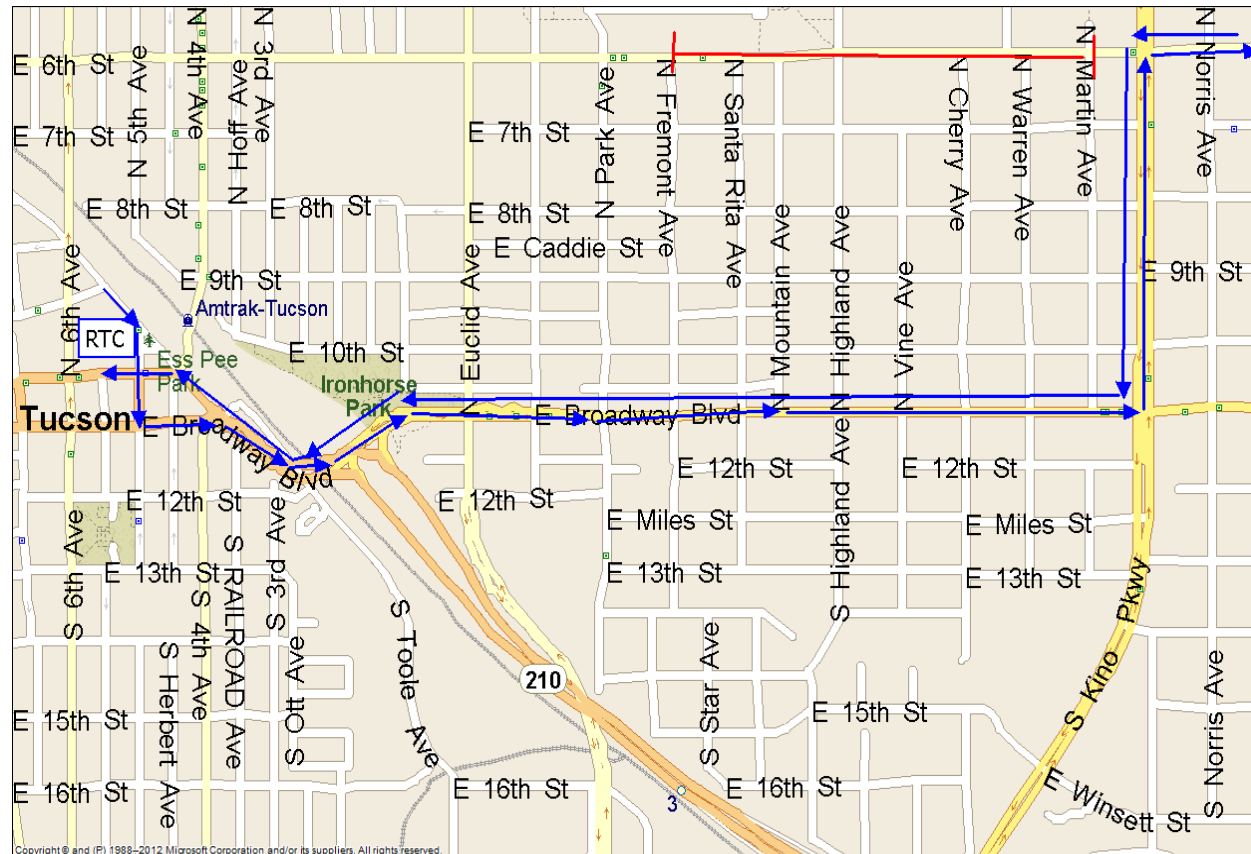 E 6th St
N 5th Ave
N 4th Ave
N Hoff Ave
N 3rd Ave
N Park Ave
N Fremont Ave
N Santa Rita Ave
N Cherry Ave
N Warren Ave
N Martin Ave
N Norris Ave
E 7th St
E 7th St
E 8th St
E 8th St
E 8th St
E Caddie St
N 6th Ave
E 9th St
E 9th St
N Euclid Ave
N Mountain Ave
N Highland Ave
N Vine Ave
Amtrak-Tucson
RTC
Ess Pee
Park
E 10th St
Ironhorse
Park
Tucson
E Broadway Blvd
E Broadway Blvd
E 12th St
E 12th St
E 12th St
E 12th St
E Miles St
E Miles St
S 6th Ave
E 13th St
E 13th St
E 13th St
S Herbert Ave
S 4th Ave
S RAILROAD Ave
S 3rd Ave
S Ott Ave
S Toole Ave
S Highland Ave
S Star Ave
S Kino Pkwy
S Norris Ave
210
E 15th St
E 15th St
E 16th St
E 16th St
E 16th St
3
E Winsett St
Copyright © and (P) 1988–2012 Microsoft Corporation and/or its suppliers. All rights reserved.